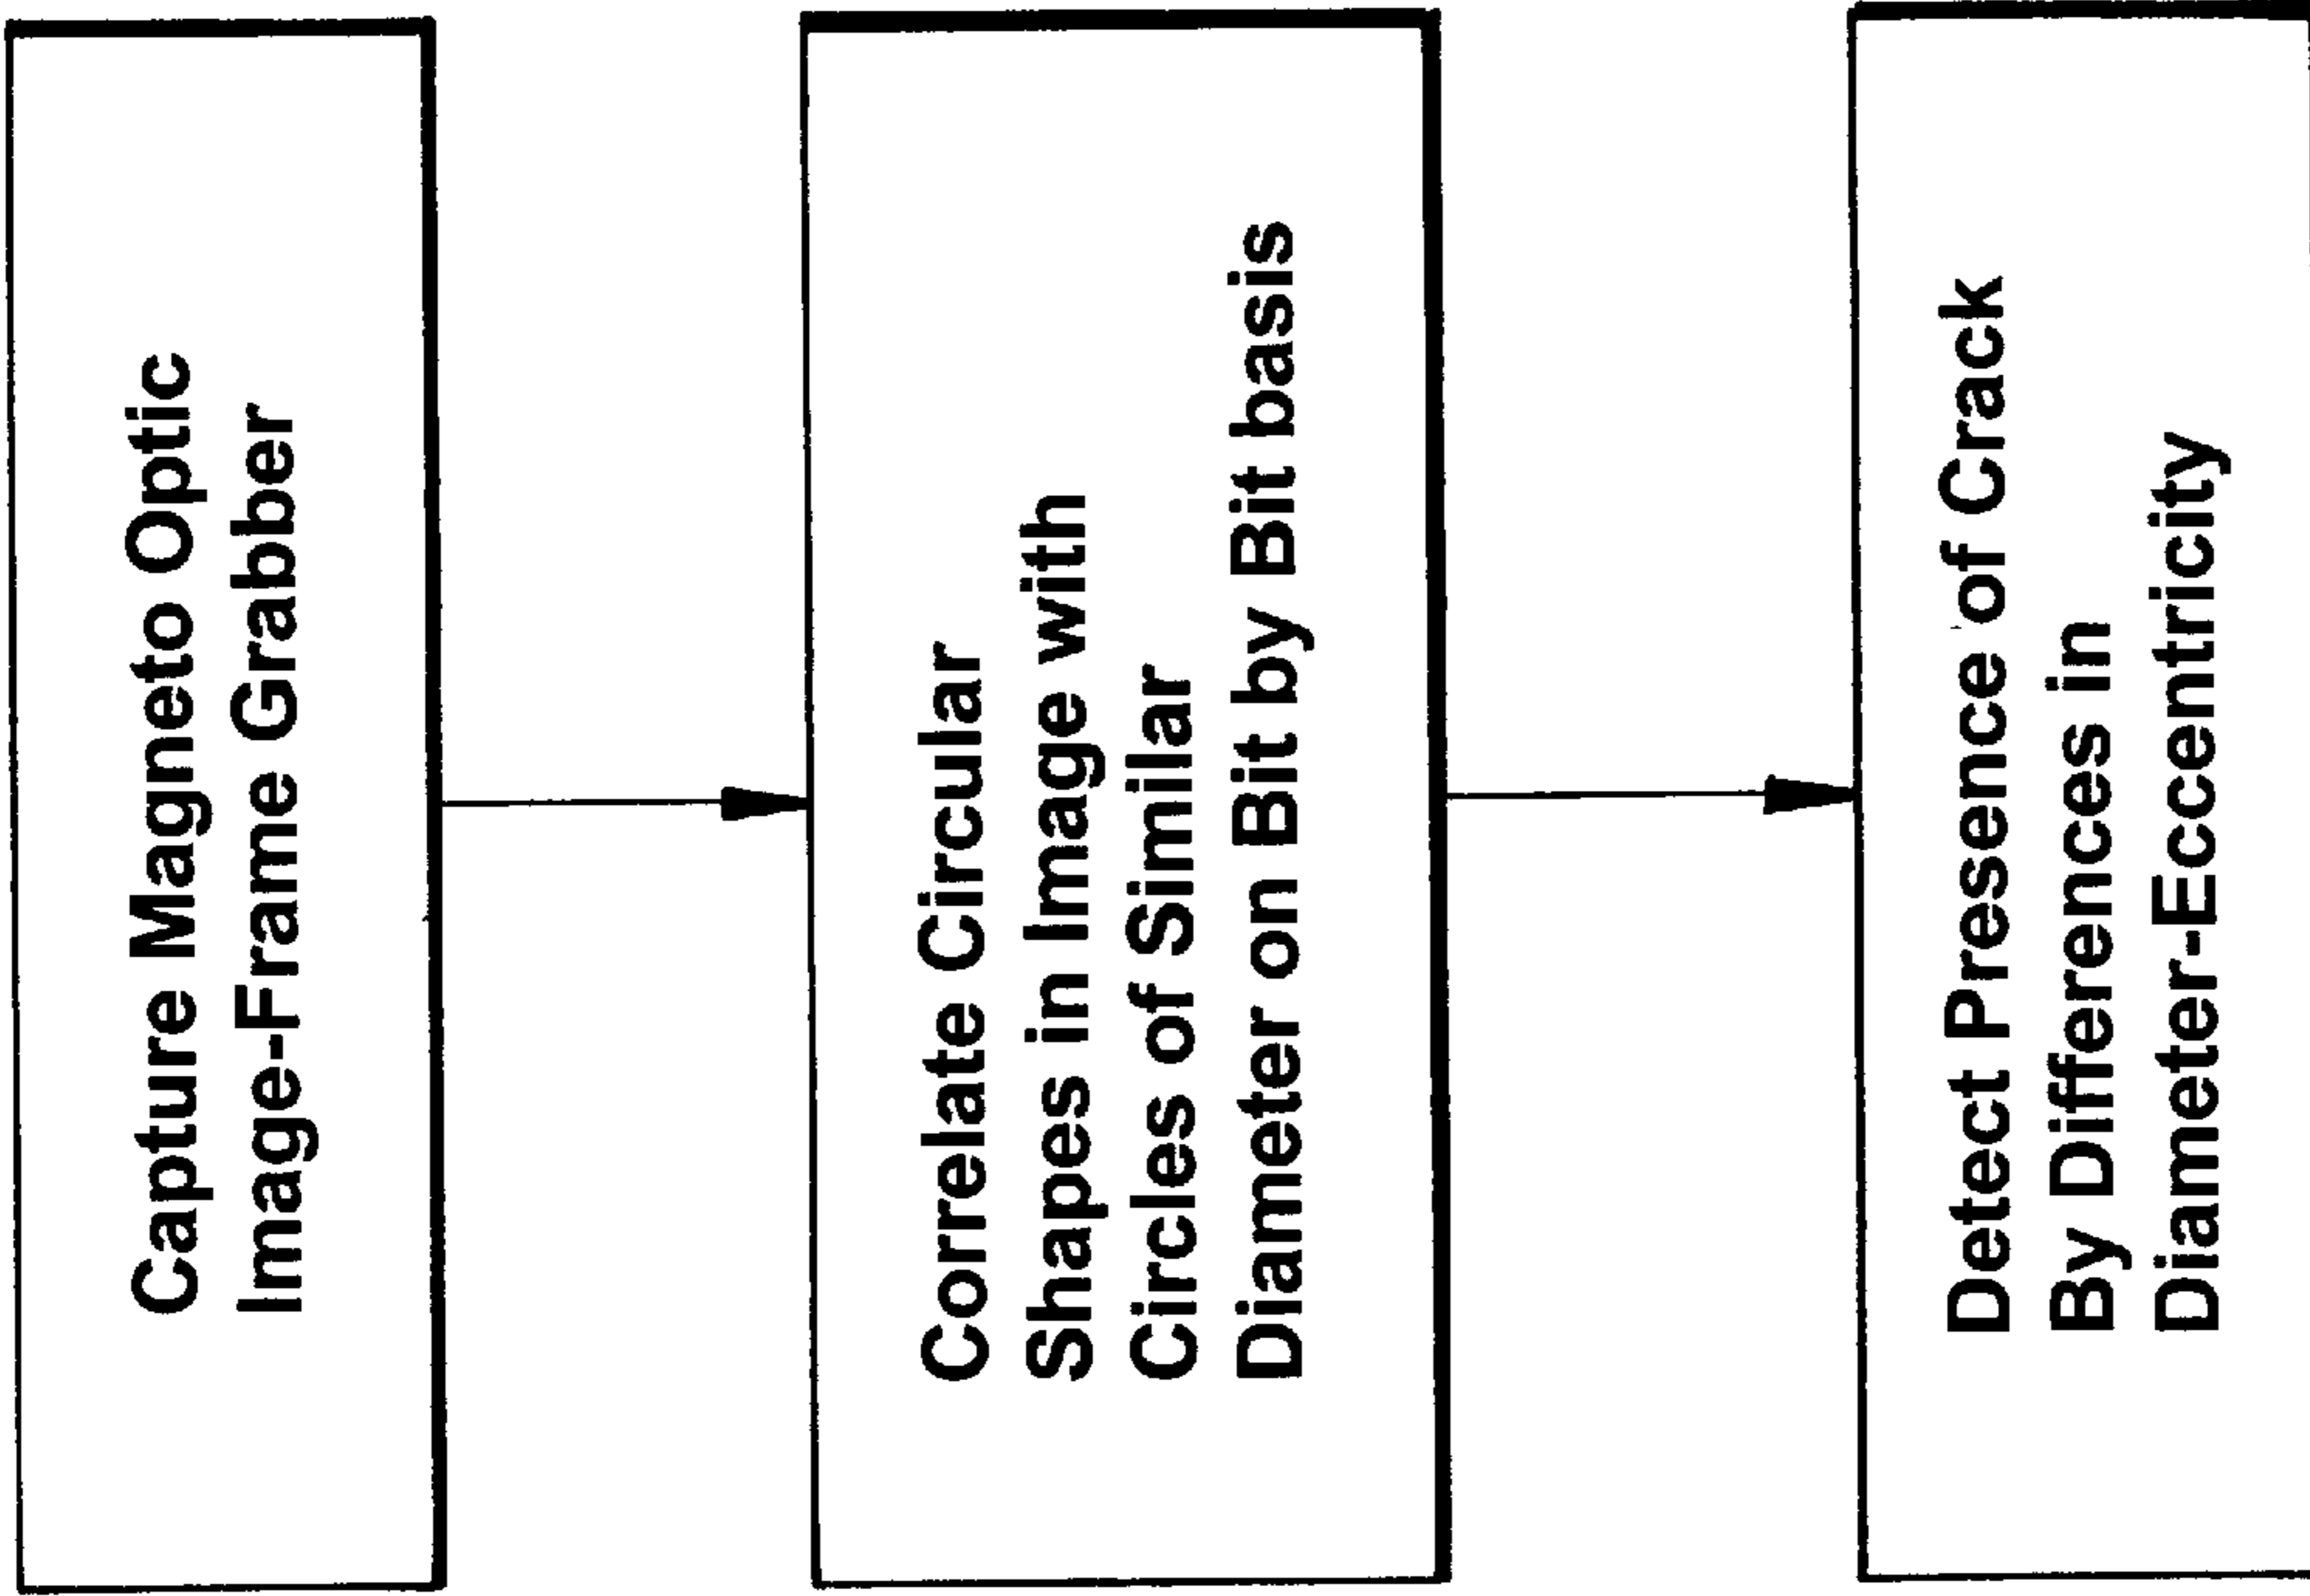 Capture Magneto Optic
Image-Frame Grabber
Correlate Circular
Shapes in Image with
Circles of Similar
Diameter on Bit by Bit basis
Detect Presence of Crack
By Differences in
Diameter-Eccentricity